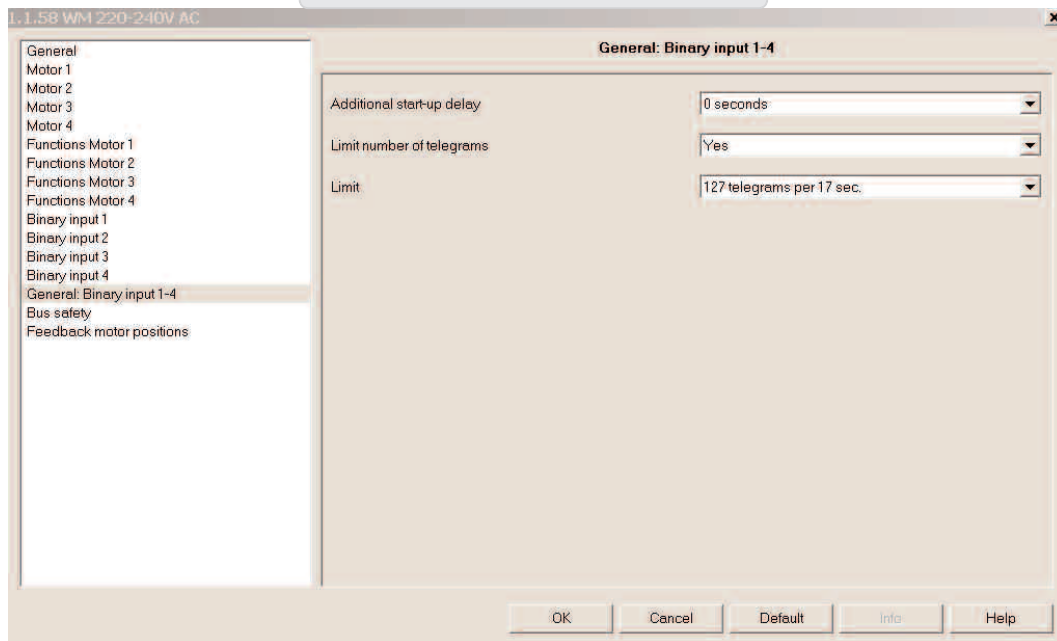 1.1.58 WM 220-240V AC
General
Motor 1
Motor 2
Motor 3
Motor 4
Functions Motor 1
Functions Motor 2
Functions Motor 3
Functions Motor 4
Binary input 1
Binary input 2
Binary input 3
Binary input 4
General: Binary input 1-4
Bus safety
Feedback motor positions
General: Binary input 1-4
Additional start-up delay
0 seconds
Limit number of telegrams
Yes
Limit
127 telegrams per 17 sec.
OK
Cancel
Default
Info
Help